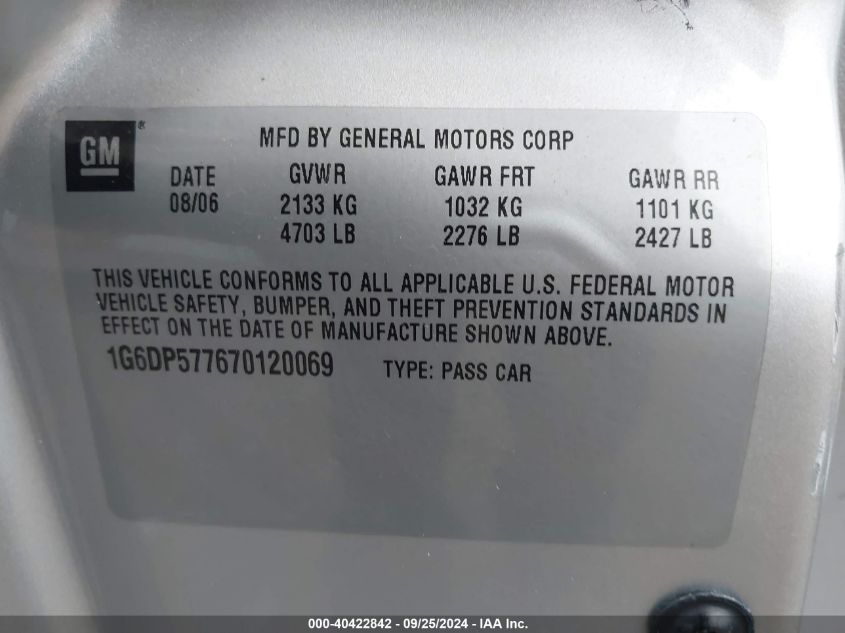 GM®
MFD BY GENERAL MOTORS CORP
DATE GVWR GAWR FRT GAWR RR
08/06 2133 KG 1032 KG 1101 KG
4703 LB 2276 LB 2427 LB
THIS VEHICLE CONFORMS TO ALL APPLICABLE U.S. FEDERAL MOTOR
VEHICLE SAFETY, BUMPER, AND THEFT PREVENTION STANDARDS IN
EFFECT ON THE DATE OF MANUFACTURE SHOWN ABOVE.
1G6DP577670120069 TYPE: PASS CAR
000-40422842 - 09/25/2024 - IAA Inc.